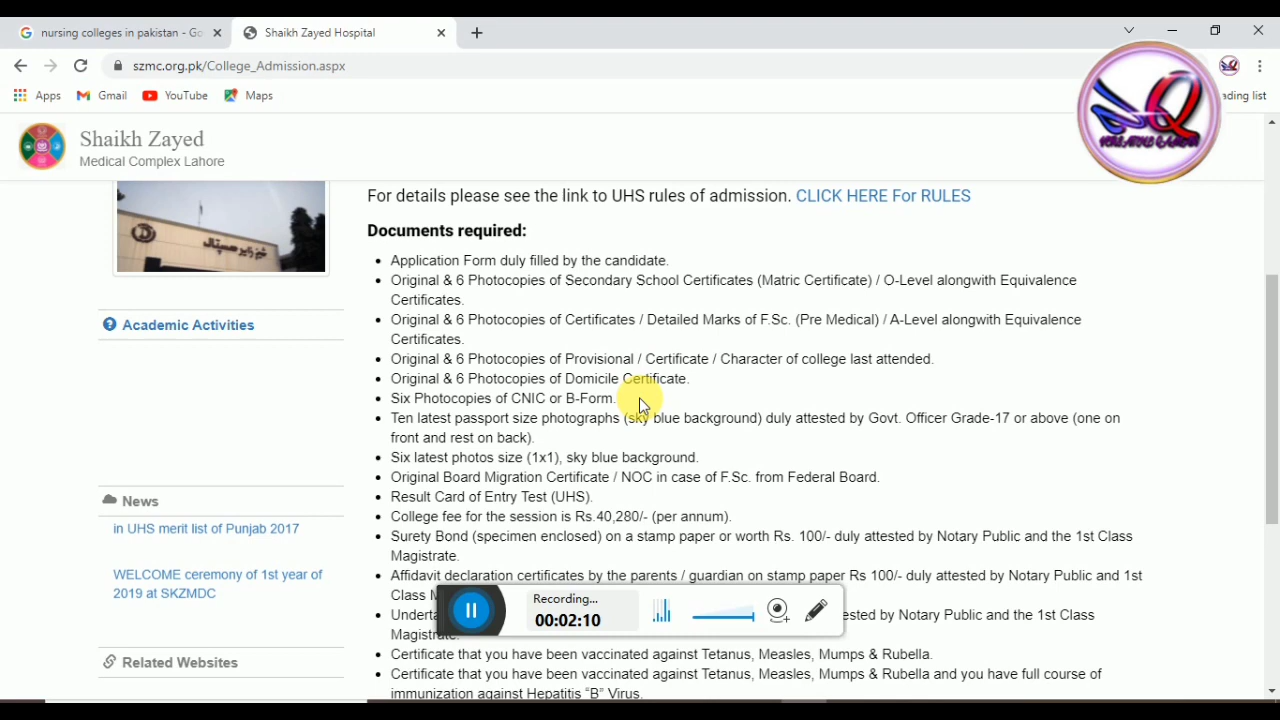 nursing colleges in pakistan - Go
Shaikh Zayed Hospital
szmc.org.pk/College_Admission.aspx
Apps
Gmail
YouTube
Maps
ading list
Shaikh Zayed
Medical Complex Lahore
شیخ زاید ہسپتال
For details please see the link to UHS rules of admission. CLICK HERE For RULES
Documents required:
Application Form duly filled by the candidate.
Original & 6 Photocopies of Secondary School Certificates (Matric Certificate) / O-Level alongwith Equivalence
Certificates.
Original & 6 Photocopies of Certificates / Detailed Marks of F.Sc. (Pre Medical) / A-Level alongwith Equivalence
Certificates.
Original & 6 Photocopies of Provisional / Certificate / Character of college last attended.
Original & 6 Photocopies of Domicile Certificate.
Six Photocopies of CNIC or B-Form.
Ten latest passport size photographs (sky blue background) duly attested by Govt. Officer Grade-17 or above (one on
front and rest on back).
Six latest photos size (1x1), sky blue background.
Original Board Migration Certificate / NOC in case of F.Sc. from Federal Board.
Result Card of Entry Test (UHS).
College fee for the session is Rs.40,280/- (per annum).
Surety Bond (specimen enclosed) on a stamp paper or worth Rs. 100/- duly attested by Notary Public and the 1st Class
Magistrate.
Affidavit declaration certificates by the parents / guardian on stamp paper Rs 100/- duly attested by Notary Public and 1st
Class
Underta
ested by Notary Public and the 1st Class
Magistrate.
Certificate that you have been vaccinated against Tetanus, Measles, Mumps & Rubella.
Certificate that you have been vaccinated against Tetanus, Measles, Mumps & Rubella and you have full course of
immunization against Hepatitis “B” Virus.
Academic Activities
News
in UHS merit list of Punjab 2017
WELCOME ceremony of 1st year of
2019 at SKZMDC
Related Websites
Recording...
00:02:10